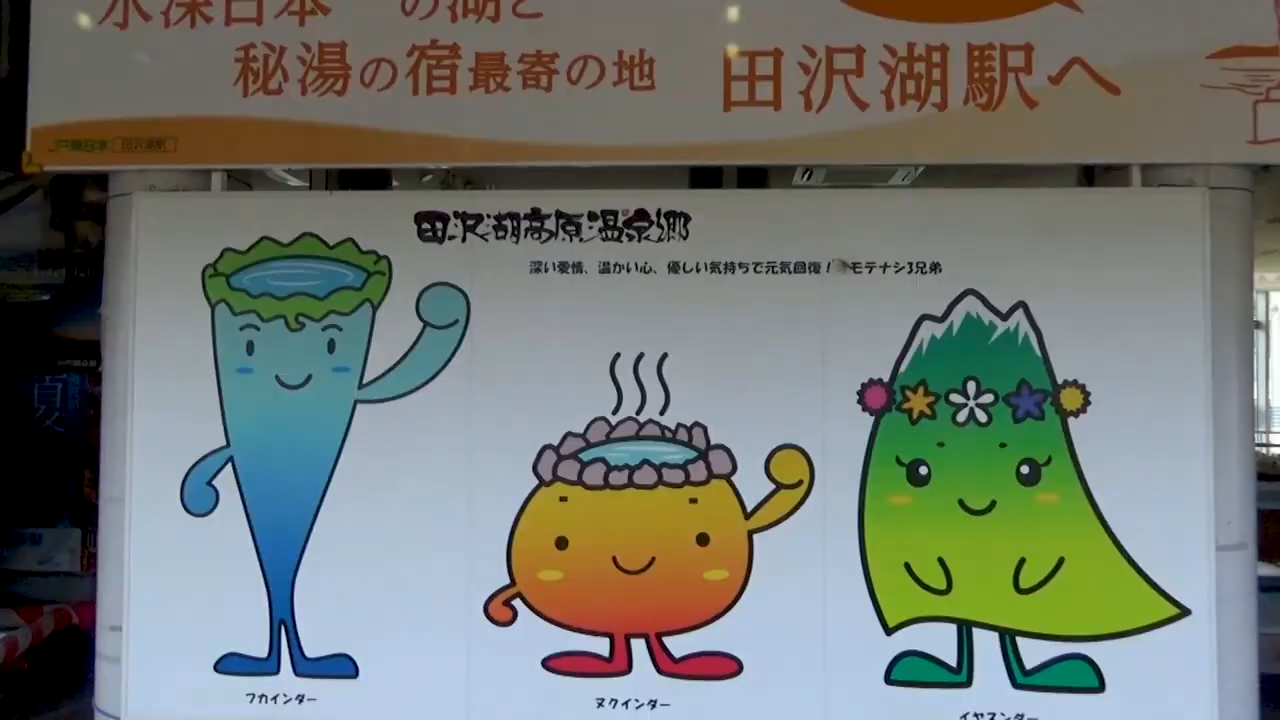 水深日本 の湖と
秘湯の宿最寄の地
田沢湖駅へ
JR東日本 田沢湖駅
田沢湖高原温泉郷
深い愛情、温かい心、優しい気持ちで元気回復! モテナシ3兄弟
夏
フカインダー
ヌクインダー
イヤスンダー